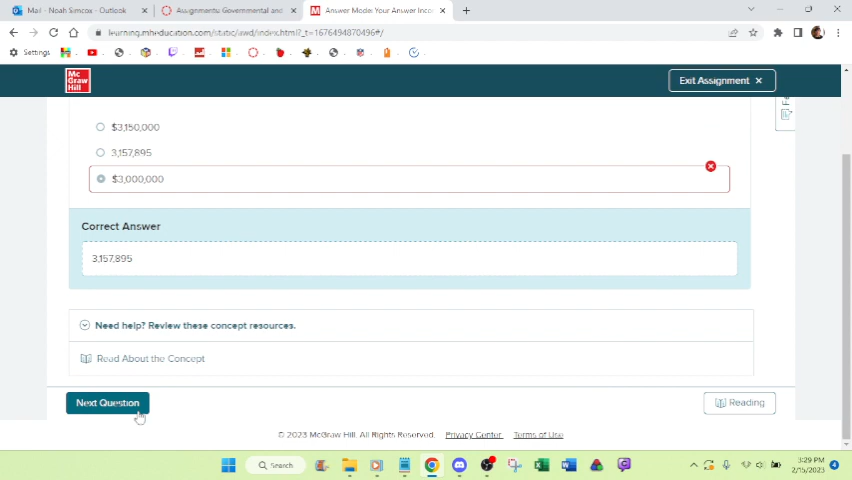 Mail - Noah Simcox - Outlook
Assignments: Governmental and
Answer Mode: Your Answer Inco
learning.mheducation.com/static/awd/index.html?_t=1676494870496#/
Settings
Mc
Graw
Hill
Exit Assignment ×
$3,150,000
3,157,895
$3,000,000
Correct Answer
3,157,895
Need help? Review these concept resources.
Read About the Concept
Next Question
Reading
© 2023 McGraw Hill. All Rights Reserved. Privacy Center Terms of Use
Search
3:29 PM
2/15/2023
4